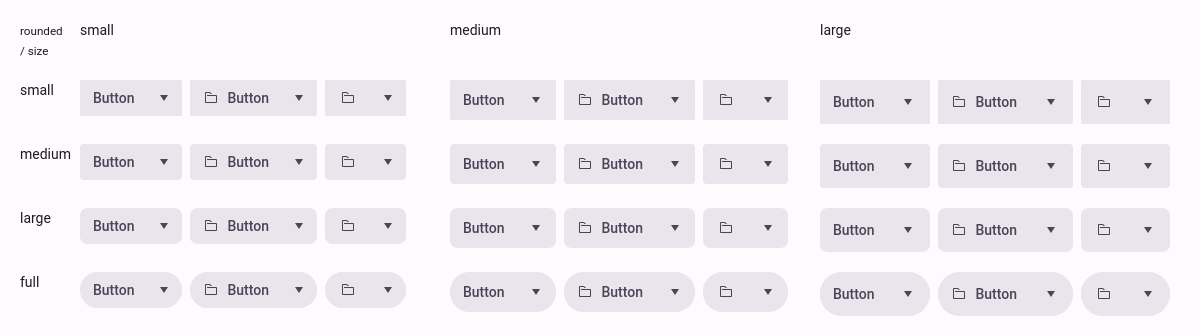 rounded small medium large
/ size
small Button Button Button Button Button Button
medium Button Button Button Button Button Button
large Button Button Button Button Button Button
full Button Button Button Button Button Button